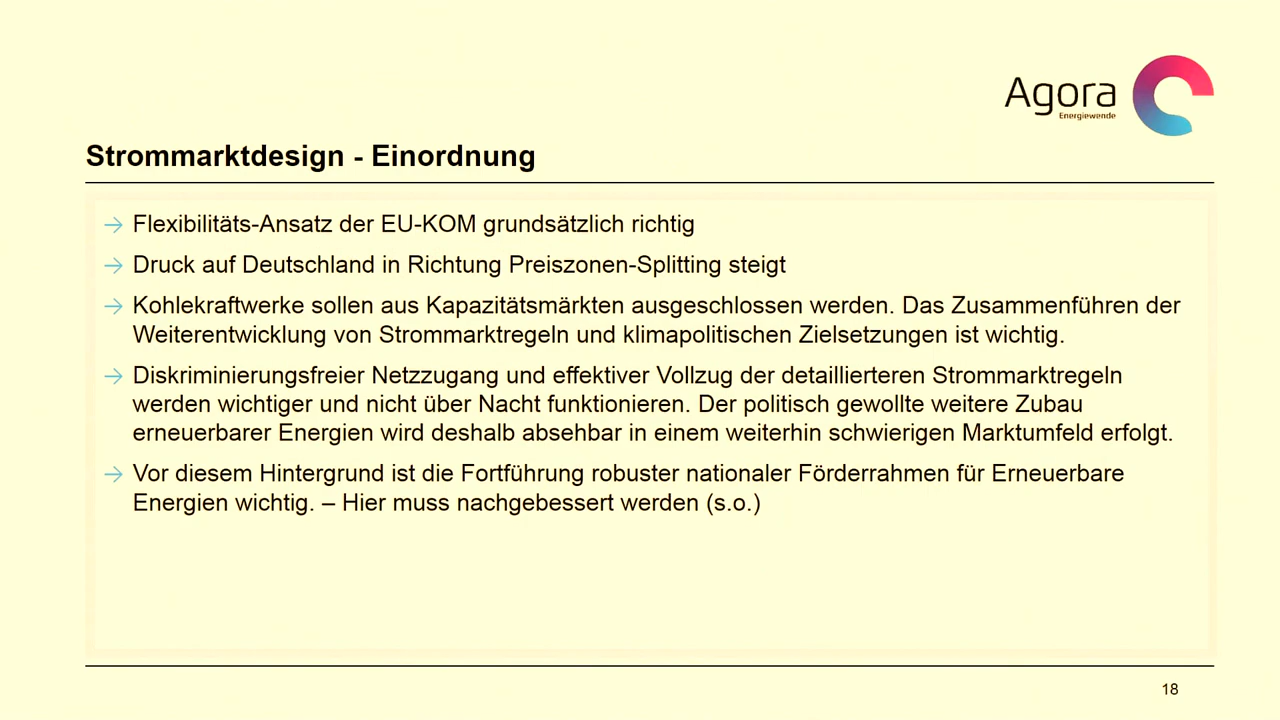 Agora
Energiewende
Strommarktdesign - Einordnung
→ Flexibilitäts-Ansatz der EU-KOM grundsätzlich richtig
→ Druck auf Deutschland in Richtung Preiszonen-Splitting steigt
→ Kohlekraftwerke sollen aus Kapazitätsmärkten ausgeschlossen werden. Das Zusammenführen der
Weiterentwicklung von Strommarktregeln und klimapolitischen Zielsetzungen ist wichtig.
→ Diskriminierungsfreier Netzzugang und effektiver Vollzug der detaillierteren Strommarktregeln
werden wichtiger und nicht über Nacht funktionieren. Der politisch gewollte weitere Zubau
erneuerbarer Energien wird deshalb absehbar in einem weiterhin schwierigen Marktumfeld erfolgt.
→ Vor diesem Hintergrund ist die Fortführung robuster nationaler Förderrahmen für Erneuerbare
Energien wichtig. – Hier muss nachgebessert werden (s.o.)
18